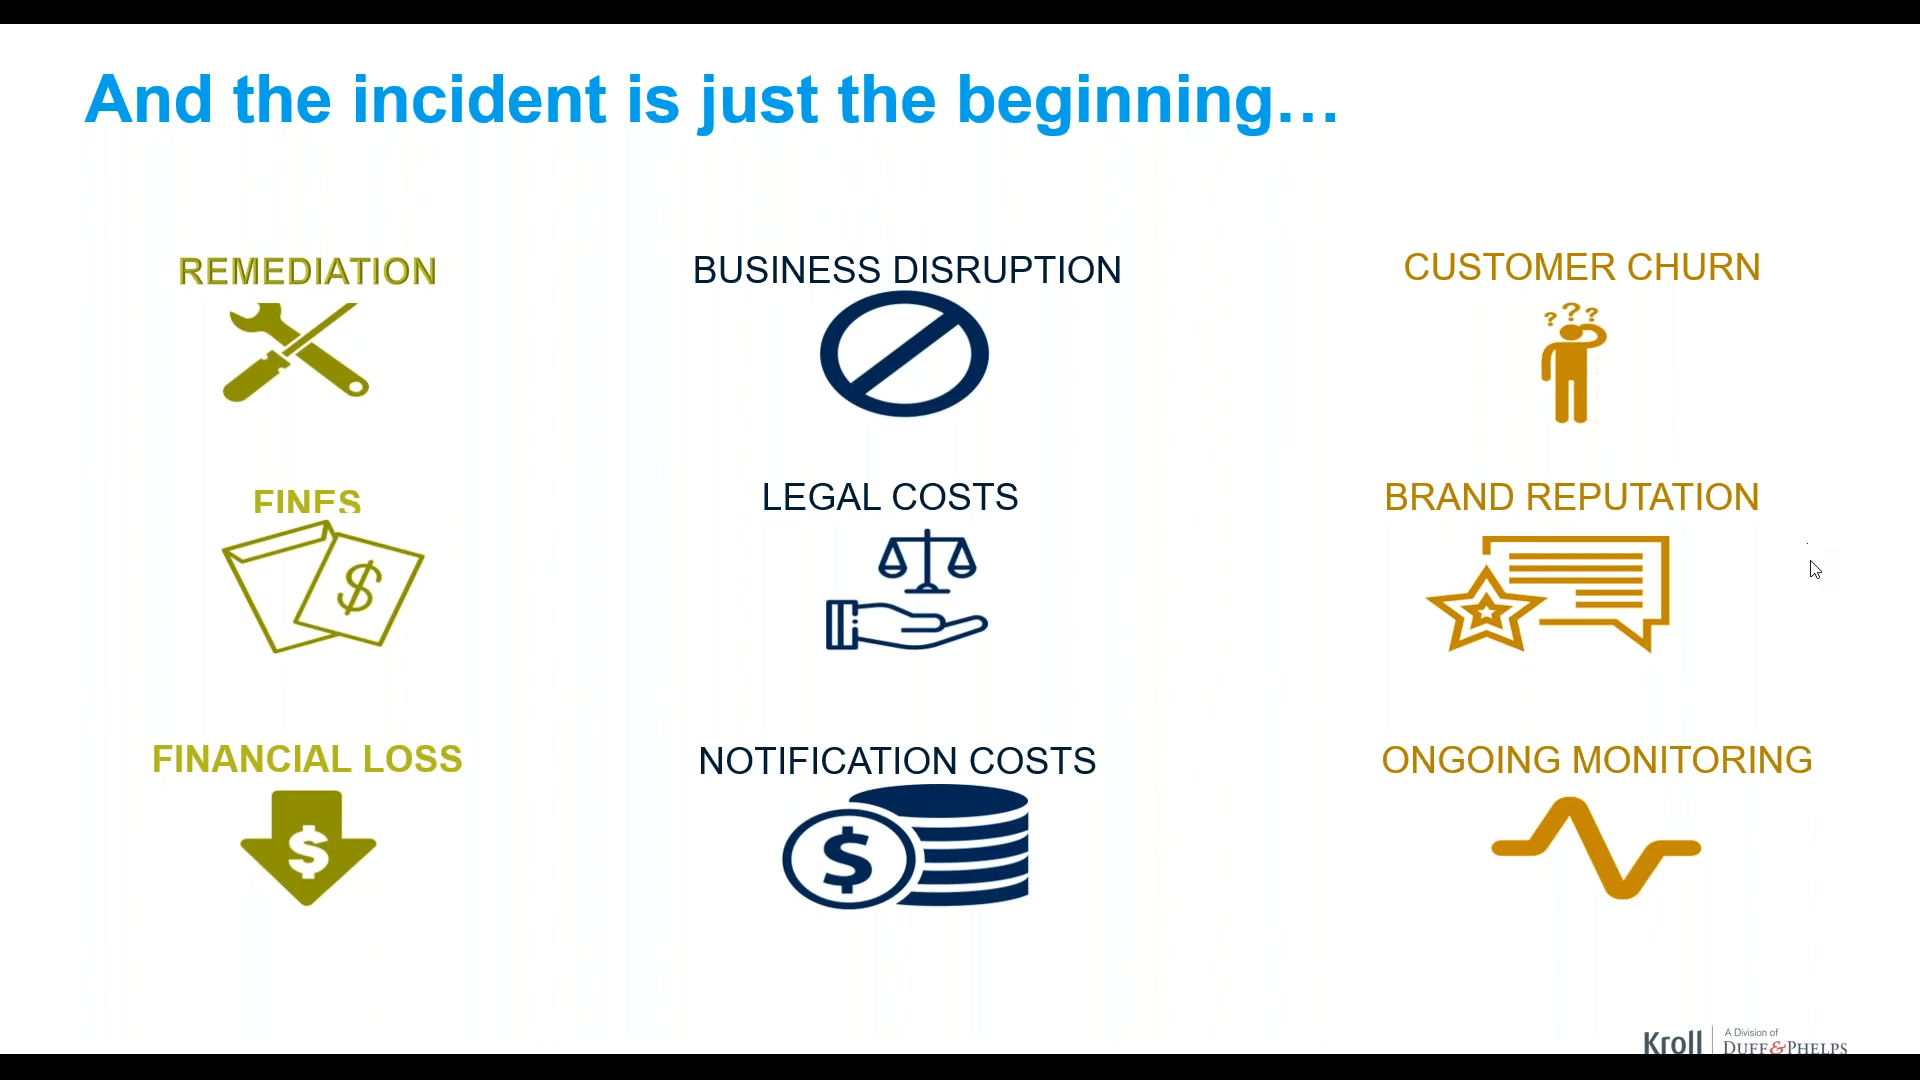 And the incident is just the beginning…
REMEDIATION
BUSINESS DISRUPTION
CUSTOMER CHURN
? ? ?
FINES
LEGAL COSTS
BRAND REPUTATION
$
FINANCIAL LOSS
NOTIFICATION COSTS
ONGOING MONITORING
$
$
Kroll
A Division of
DUFF&PHELPS